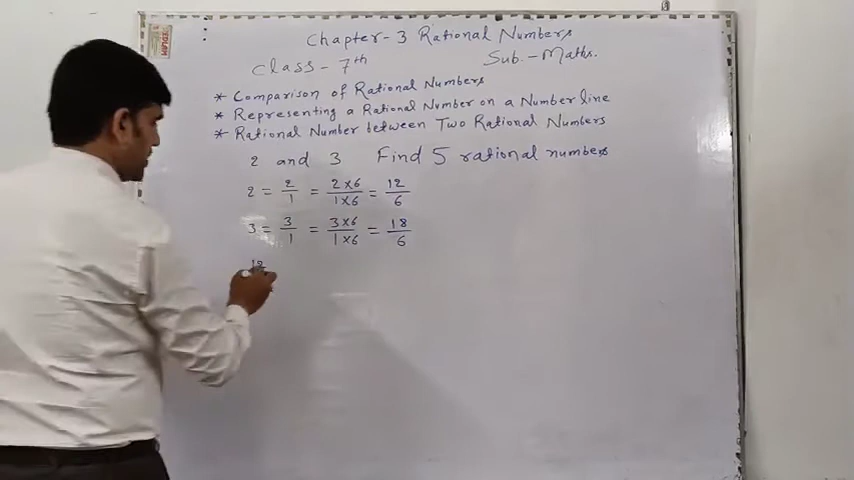 Chapter-3 Rational Numbers
Class-7th Sub.-Maths.
* Comparison of Rational Numbers
* Representing a Rational Number on a Number line
* Rational Number between Two Rational Numbers
2 and 3 Find 5 rational numbers
2 = 2/1 = 2×6/1×6 = 12/6
3 = 3/1 = 3×6/1×6 = 18/6
12